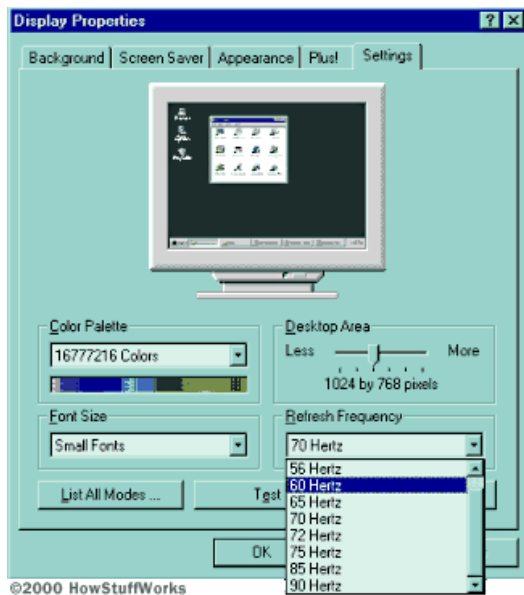 Display Properties
Background Screen Saver Appearance Plus! Settings
Color Palette
16777216 Colors
Desktop Area
Less More
1024 by 768 pixels
Font Size
Small Fonts
Refresh Frequency
70 Hertz
56 Hertz
60 Hertz
65 Hertz
70 Hertz
72 Hertz
75 Hertz
85 Hertz
90 Hertz
List All Modes ...
Test
OK
©2000 HowStuffWorks